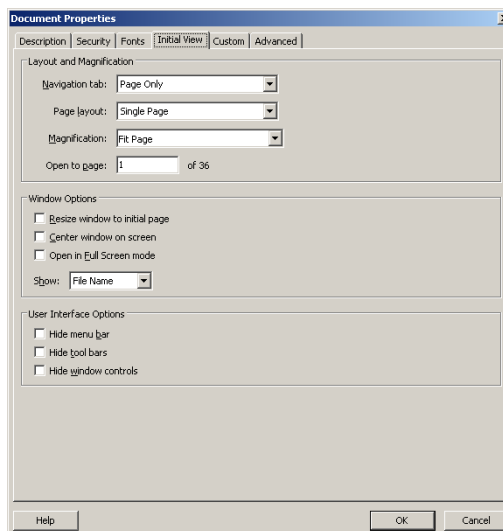 Document Properties
Description Security Fonts Initial View Custom Advanced
Layout and Magnification
Navigation tab: Page Only
Page layout: Single Page
Magnification: Fit Page
Open to page: 1 of 36
Window Options
Resize window to initial page
Center window on screen
Open in Full Screen mode
Show: File Name
User Interface Options
Hide menu bar
Hide tool bars
Hide window controls
Help OK Cancel